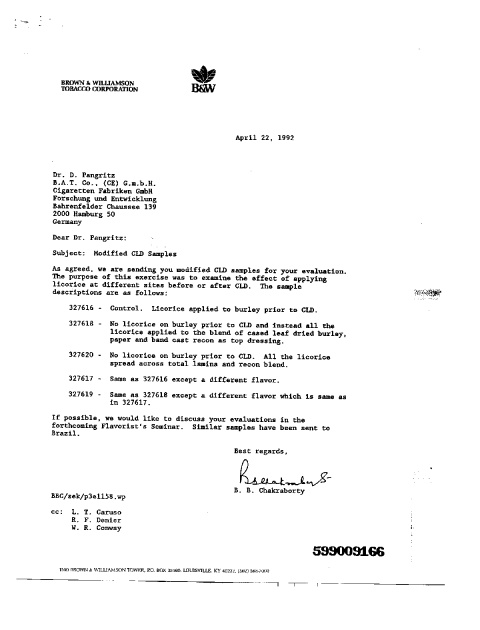 BROWN & WILLIAMSON
TOBACCO CORPORATION
B&W
April 22, 1992
Dr. D. Pangritz
B.A.T. Co., (CE) G.m.b.H.
Cigaretten Fabriken GmbH
Forschung und Entwicklung
Bahrenfelder Chaussee 139
2000 Hamburg 50
Germany
Dear Dr. Pangritz:
Subject: Modified CLD Samples
As agreed, we are sending you modified CLD samples for your evaluation.
The purpose of this exercise was to examine the effect of applying
licorice at different sites before or after CLD. The sample
descriptions are as follows:
327616 - Control. Licorice applied to burley prior to CLD.
327618 - No licorice on burley prior to CLD and instead all the
licorice applied to the blend of cased leaf dried burley,
paper and band cast recon as top dressing.
327620 - No licorice on burley prior to CLD. All the licorice
spread across total lamina and recon blend.
327617 - Same as 327616 except a different flavor.
327619 - Same as 327618 except a different flavor which is same as
in 327617.
If possible, we would like to discuss your evaluations in the
forthcoming Flavorist's Seminar. Similar samples have been sent to
Brazil.
Best regards,
B. B. Chakraborty
BBC/sek/p3e1158.wp
cc: L. T. Caruso
R. F. Denier
W. R. Conway
599009166
1500 BROWN & WILLIAMSON TOWER, P.O. BOX 35090, LOUISVILLE, KY 40232, (502) 568-7000